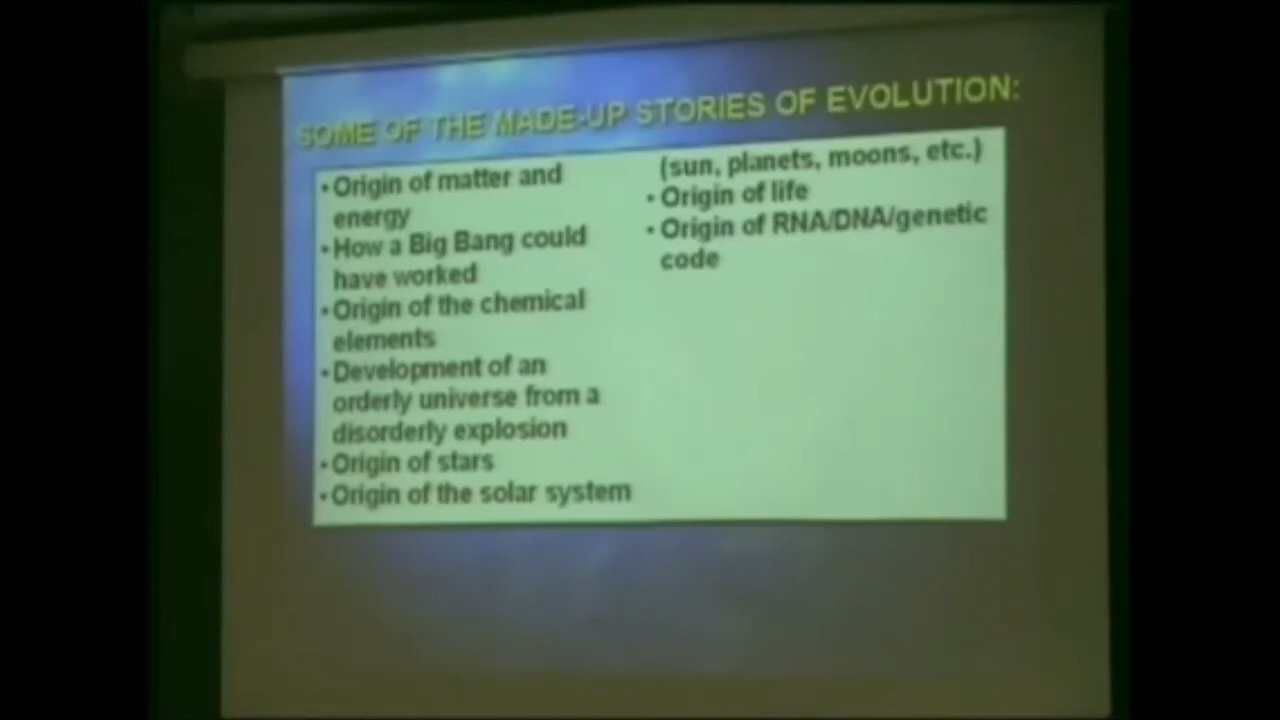 SOME OF THE MADE-UP STORIES OF EVOLUTION:
• Origin of matter and
energy
• How a Big Bang could
have worked
• Origin of the chemical
elements
• Development of an
orderly universe from a
disorderly explosion
• Origin of stars
• Origin of the solar system
(sun, planets, moons, etc.)
• Origin of life
• Origin of RNA/DNA/genetic
code